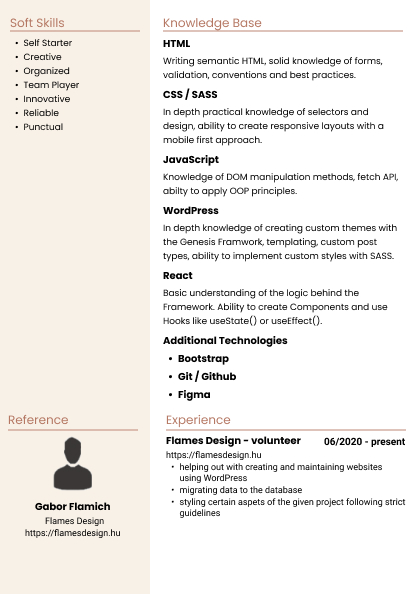 Soft Skills
• Self Starter
• Creative
• Organized
• Team Player
• Innovative
• Reliable
• Punctual
Knowledge Base
HTML
Writing semantic HTML, solid knowledge of forms,
validation, conventions and best practices.
CSS / SASS
In depth practical knowledge of selectors and
design, ability to create responsive layouts with a
mobile first approach.
JavaScript
Knowledge of DOM manipulation methods, fetch API,
abilty to apply OOP principles.
WordPress
In depth knowledge of creating custom themes with
the Genesis Framwork, templating, custom post
types, ability to implement custom styles with SASS.
React
Basic understanding of the logic behind the
Framework. Ability to create Components and use
Hooks like useState() or useEffect().
Additional Technologies
• Bootstrap
• Git / Github
• Figma
Reference
Gabor Flamich
Flames Design
https://flamesdesign.hu
Experience
Flames Design - volunteer 06/2020 - present
https://flamesdesign.hu
• helping out with creating and maintaining websites
using WordPress
• migrating data to the database
• styling certain aspets of the given project following strict
guidelines